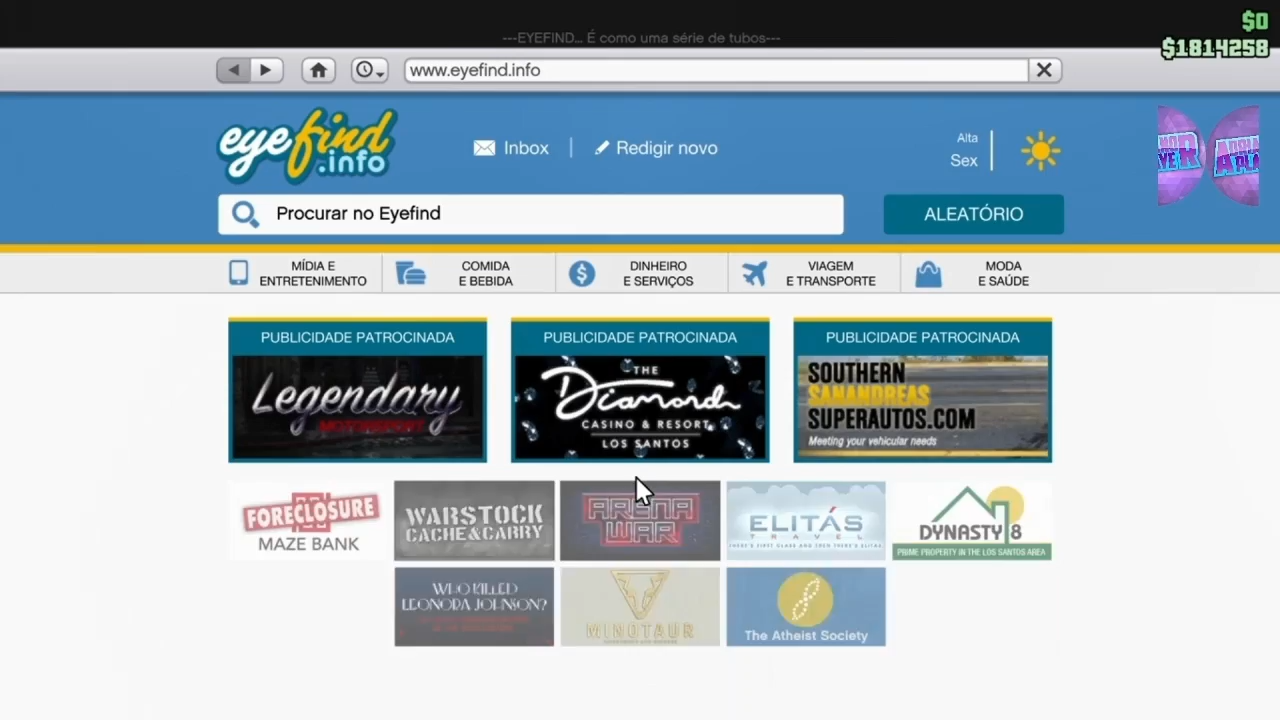 ---EYEFIND... É como uma série de tubos---
$0
$1814258
www.eyefind.info
eyefind
.info
Inbox
Redigir novo
Alta
Sex
Procurar no Eyefind
ALEATÓRIO
MÍDIA E
ENTRETENIMENTO
COMIDA
E BEBIDA
DINHEIRO
E SERVIÇOS
VIAGEM
E TRANSPORTE
MODA
E SAÚDE
PUBLICIDADE PATROCINADA
PUBLICIDADE PATROCINADA
PUBLICIDADE PATROCINADA
Legendary
MOTORSPORT
THE
Diamond
CASINO & RESORT
LOS SANTOS
SOUTHERN
SANANDREAS
SUPERAUTOS.COM
Meeting your vehicular needs
FORECLOSURE
MAZE BANK
WARSTOCK
CACHE&CARRY
ARENA
WAR
ELITÁS
TRAVEL
DYNASTY 8
PRIME PROPERTY IN THE LOS SANTOS AREA
WHO KILLED
LEONORA JOHNSON?
MINOTAUR
The Atheist Society